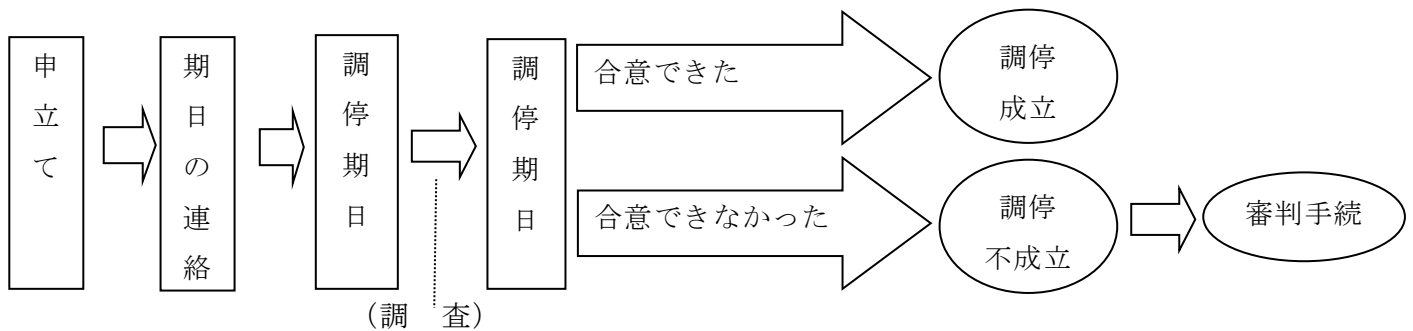 申立て
期日の連絡
調停期日
（調　査）
調停期日
合意できた
調停
成立
合意できなかった
調停
不成立
審判手続